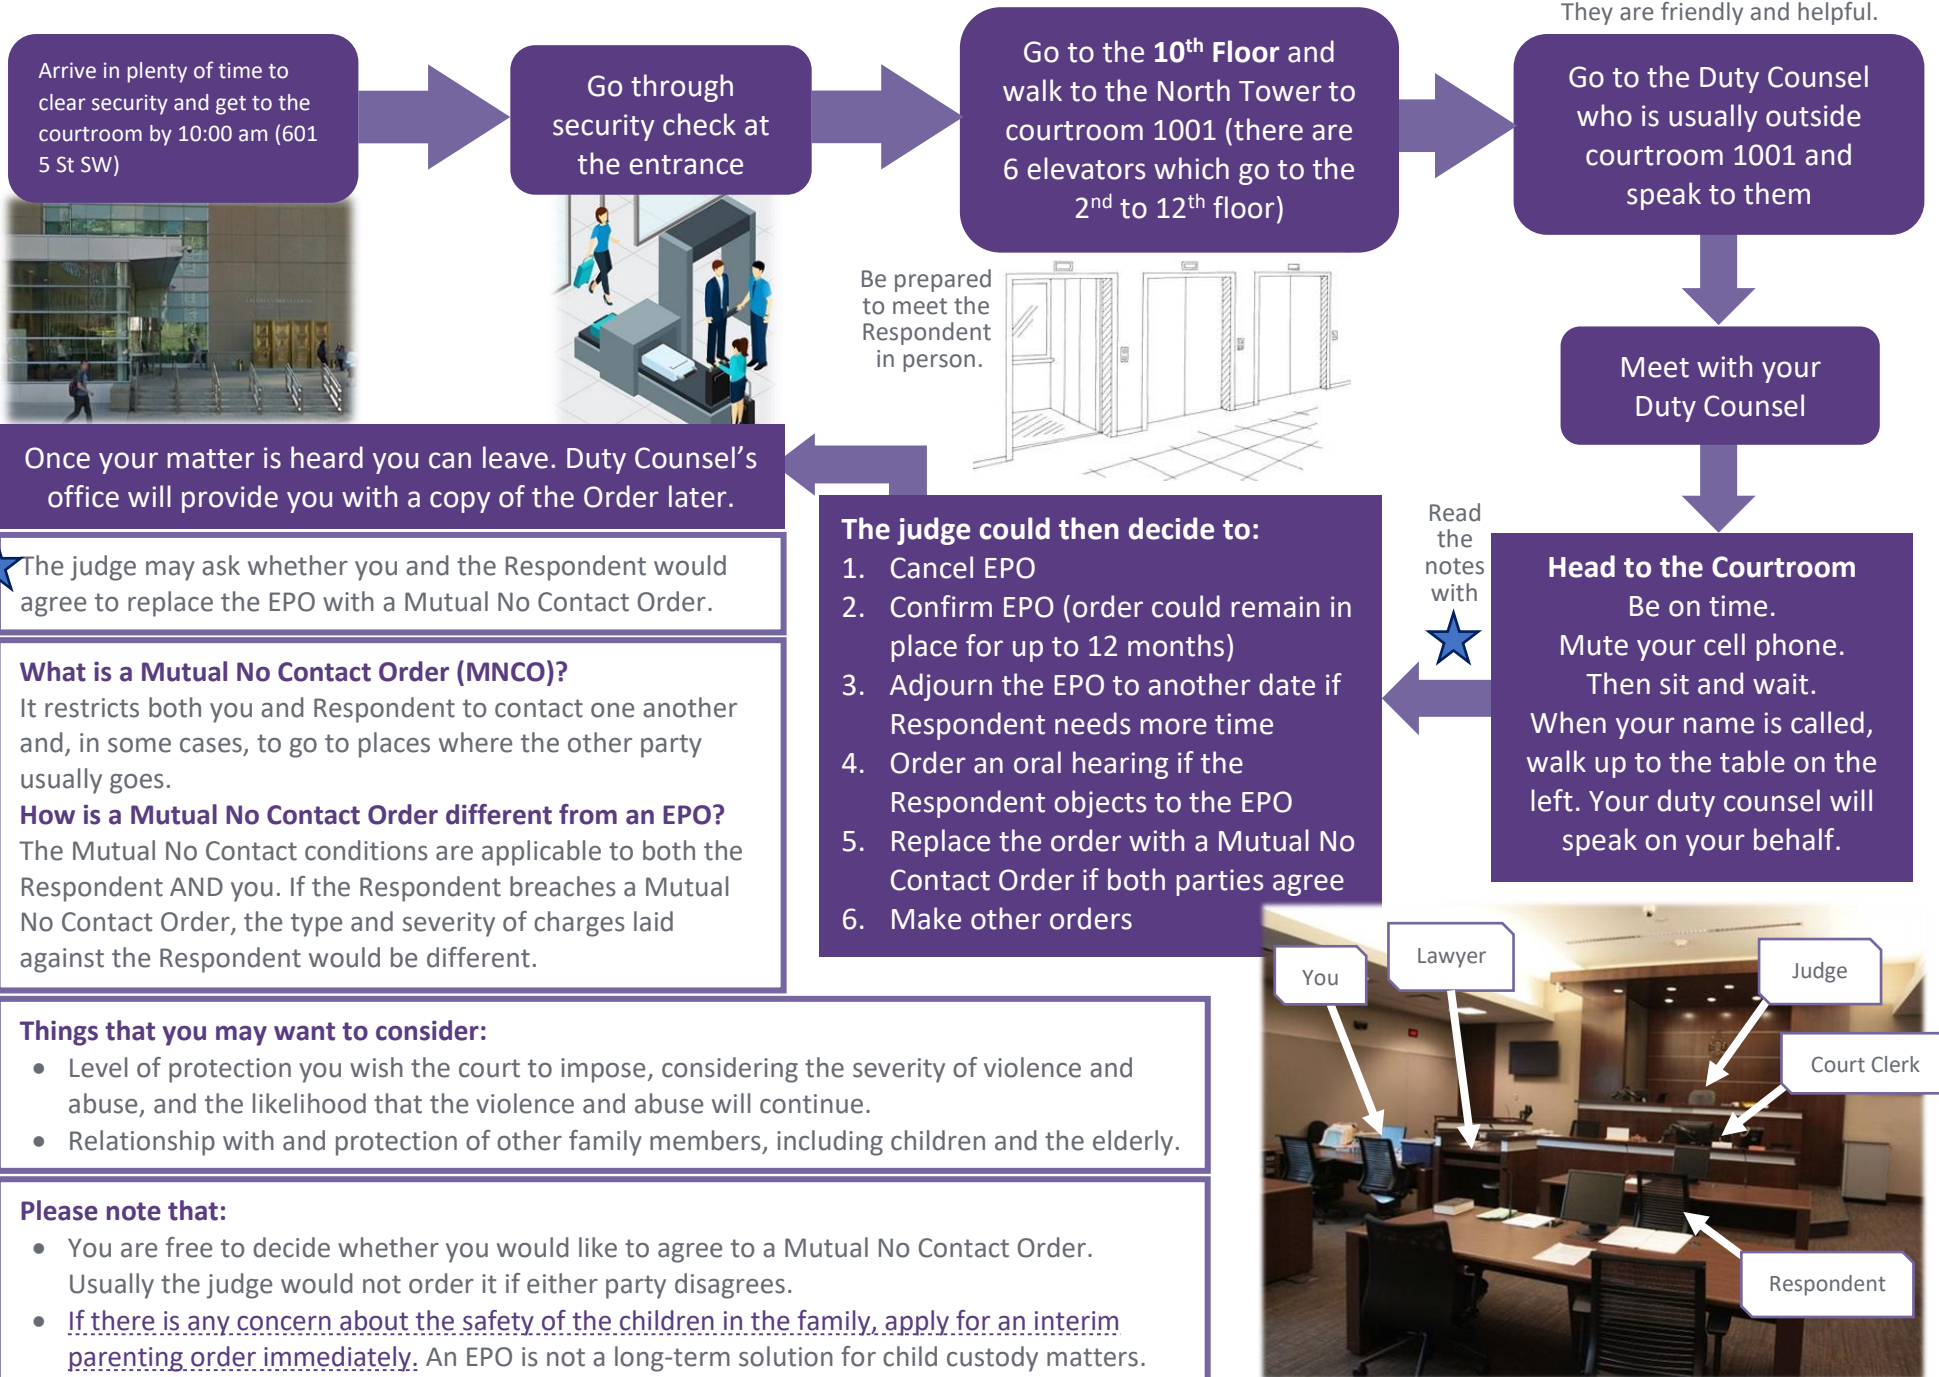 They are friendly and helpful.
Arrive in plenty of time to
clear security and get to the
courtroom by 10:00 am (601
5 St SW)
Go through
security check at
the entrance
Go to the 10th Floor and
walk to the North Tower to
courtroom 1001 (there are
6 elevators which go to the
2nd to 12th floor)
Go to the Duty Counsel
who is usually outside
courtroom 1001 and
speak to them
Be prepared
to meet the
Respondent
in person.
Meet with your
Duty Counsel
Read
the
notes
with
Head to the Courtroom
Be on time.
Mute your cell phone.
Then sit and wait.
When your name is called,
walk up to the table on the
left. Your duty counsel will
speak on your behalf.
The judge could then decide to:
1. Cancel EPO
2. Confirm EPO (order could remain in
place for up to 12 months)
3. Adjourn the EPO to another date if
Respondent needs more time
4. Order an oral hearing if the
Respondent objects to the EPO
5. Replace the order with a Mutual No
Contact Order if both parties agree
6. Make other orders
Once your matter is heard you can leave. Duty Counsel's
office will provide you with a copy of the Order later.
The judge may ask whether you and the Respondent would
agree to replace the EPO with a Mutual No Contact Order.
What is a Mutual No Contact Order (MNCO)?
It restricts both you and Respondent to contact one another
and, in some cases, to go to places where the other party
usually goes.
How is a Mutual No Contact Order different from an EPO?
The Mutual No Contact conditions are applicable to both the
Respondent AND you. If the Respondent breaches a Mutual
No Contact Order, the type and severity of charges laid
against the Respondent would be different.
Things that you may want to consider:
• Level of protection you wish the court to impose, considering the severity of violence and
abuse, and the likelihood that the violence and abuse will continue.
• Relationship with and protection of other family members, including children and the elderly.
Please note that:
• You are free to decide whether you would like to agree to a Mutual No Contact Order.
Usually the judge would not order it if either party disagrees.
• If there is any concern about the safety of the children in the family, apply for an interim
parenting order immediately. An EPO is not a long-term solution for child custody matters.
You
Lawyer
Judge
Court Clerk
Respondent